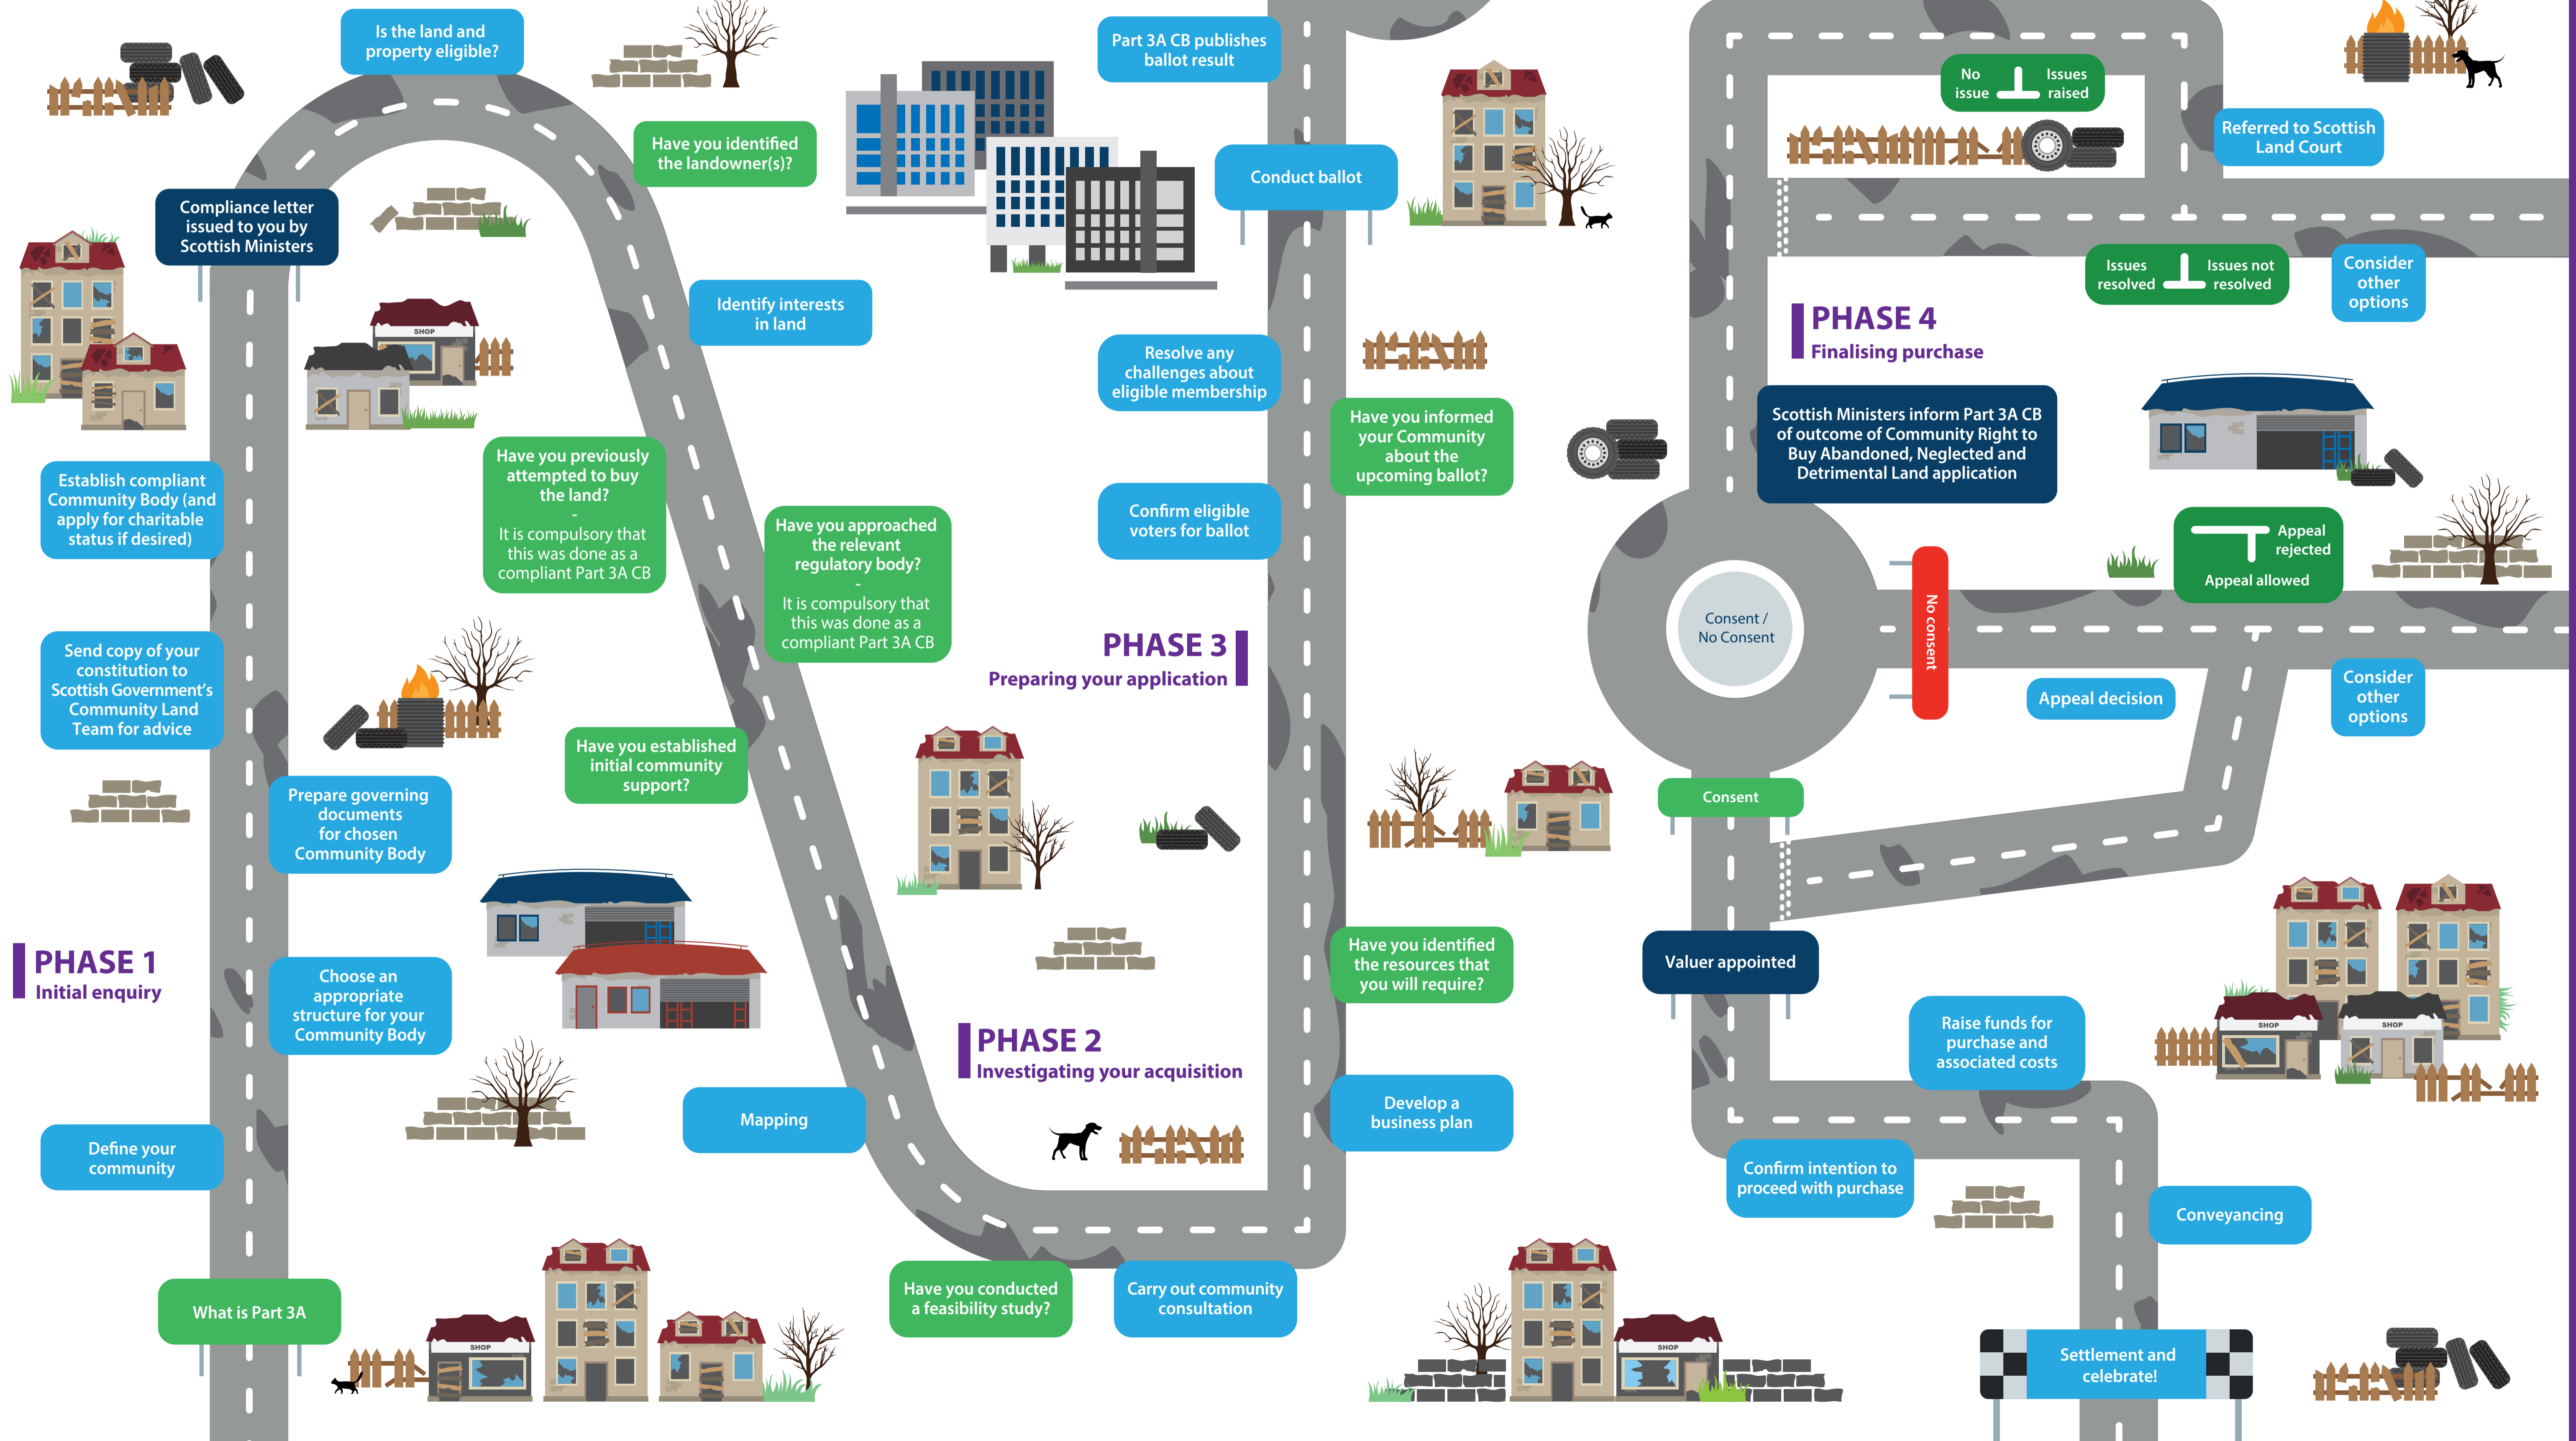 PHASE 1
Initial enquiry
What is Part 3A
Define your
community
Choose an
appropriate
structure for your
Community Body
Prepare governing
documents
for chosen
Community Body
Send copy of your
constitution to
Scottish Government's
Community Land
Team for advice
Establish compliant
Community Body (and
apply for charitable
status if desired)
Compliance letter
issued to you by
Scottish Ministers
SHOP
Is the land and
property eligible?
Have you identified
the landowner(s)?
Identify interests
in land
Have you previously
attempted to buy
the land?
-
It is compulsory that
this was done as a
compliant Part 3A CB
Have you approached
the relevant
regulatory body?
-
It is compulsory that
this was done as a
compliant Part 3A CB
Have you established
initial community
support?
Mapping
PHASE 2
Investigating your acquisition
SHOP
Have you conducted
a feasibility study?
Carry out community
consultation
Develop a
business plan
Have you identified
the resources that
you will require?
PHASE 3
Preparing your application
Confirm eligible
voters for ballot
Have you informed
your Community
about the
upcoming ballot?
Resolve any
challenges about
eligible membership
Conduct ballot
Part 3A CB publishes
ballot result
No
issue
Issues
raised
Referred to Scottish
Land Court
Issues
resolved
Issues not
resolved
Consider
other
options
PHASE 4
Finalising purchase
Scottish Ministers inform Part 3A CB
of outcome of Community Right to
Buy Abandoned, Neglected and
Detrimental Land application
Consent /
No Consent
No consent
Appeal decision
Appeal
rejected
Appeal allowed
Consider
other
options
Consent
Valuer appointed
Confirm intention to
proceed with purchase
Raise funds for
purchase and
associated costs
SHOP
SHOP
Conveyancing
SHOP
Settlement and
celebrate!